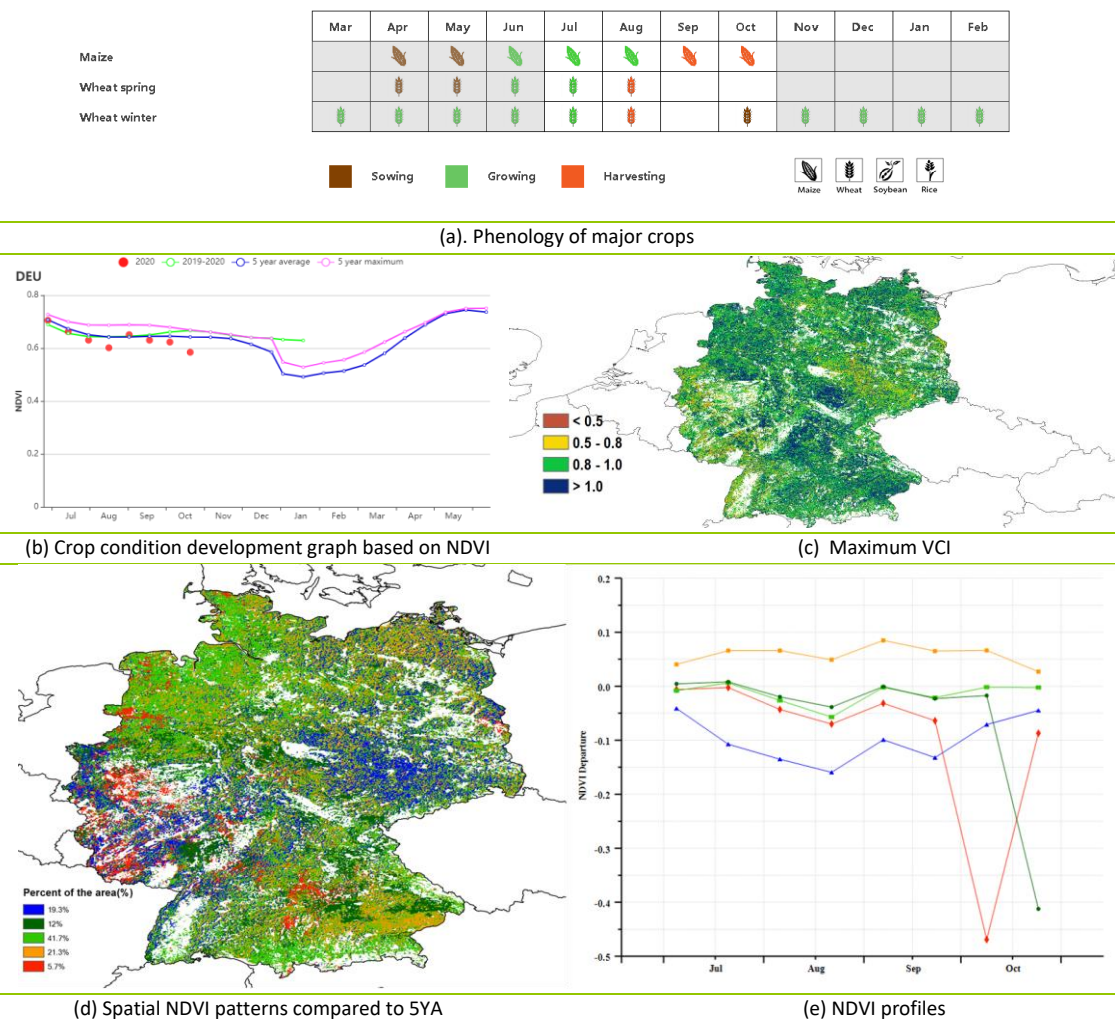 Mar Apr May Jun Jul Aug Sep Oct Nov Dec Jan Feb
Maize
Wheat spring
Wheat winter
Sowing Growing Harvesting
Maize Wheat Soybean Rice
(a). Phenology of major crops
2020 2019-2020 5 year average 5 year maximum
DEU
0.8
0.6
0.4
0.2
0
NDVI
Jul Aug Sep Oct Nov Dec Jan Feb Mar Apr May
(b) Crop condition development graph based on NDVI
< 0.5
0.5 - 0.8
0.8 - 1.0
> 1.0
(c) Maximum VCI
Percent of the area(%)
19.3%
12%
41.7%
21.3%
5.7%
(d) Spatial NDVI patterns compared to 5YA
0.2
0.1
0.0
-0.1
-0.2
-0.3
-0.4
-0.5
NDVI Departure
Jul Aug Sep Oct
(e) NDVI profiles